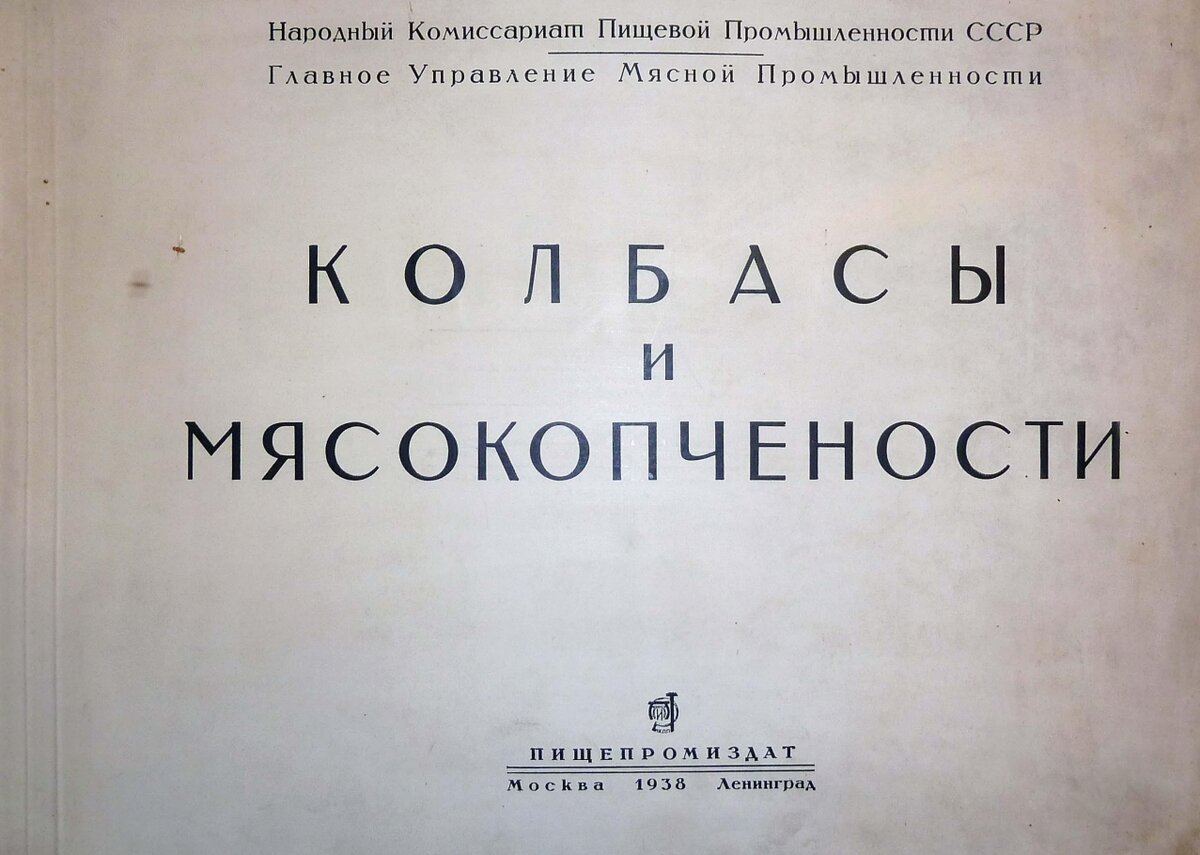 Народный Комиссариат Пищевой Промышленности СССР
Главное Управление Мясной Промышленности
КОЛБАСЫ
и
МЯСОКОПЧЕНОСТИ
ПИЩЕПРОМИЗДАТ
Москва 1938 Ленинград